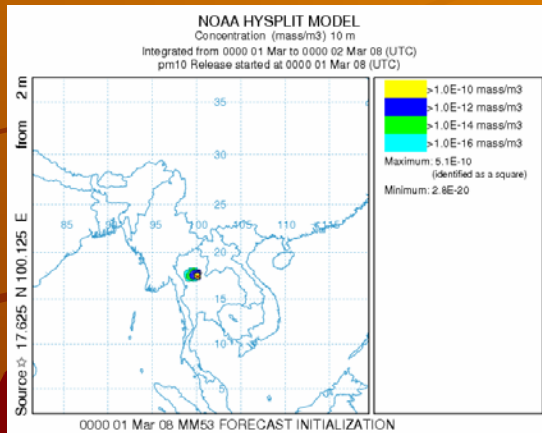 NOAA HYSPLIT MODEL
Concentration (mass/m3) 10 m
Integrated from 0000 01 Mar to 0000 02 Mar 08 (UTC)
pm10 Release started at 0000 01 Mar 08 (UTC)
Source ☆ 17.625 N 100.125 E from 2 m
35
30
25
85 90 95 100 105 110 115
20
15
10
5
>1.0E-10 mass/m3
>1.0E-12 mass/m3
>1.0E-14 mass/m3
>1.0E-16 mass/m3
Maximum: 5.1E-10
(identified as a square)
Minimum: 2.8E-20
0000 01 Mar 08 MM53 FORECAST INITIALIZATION